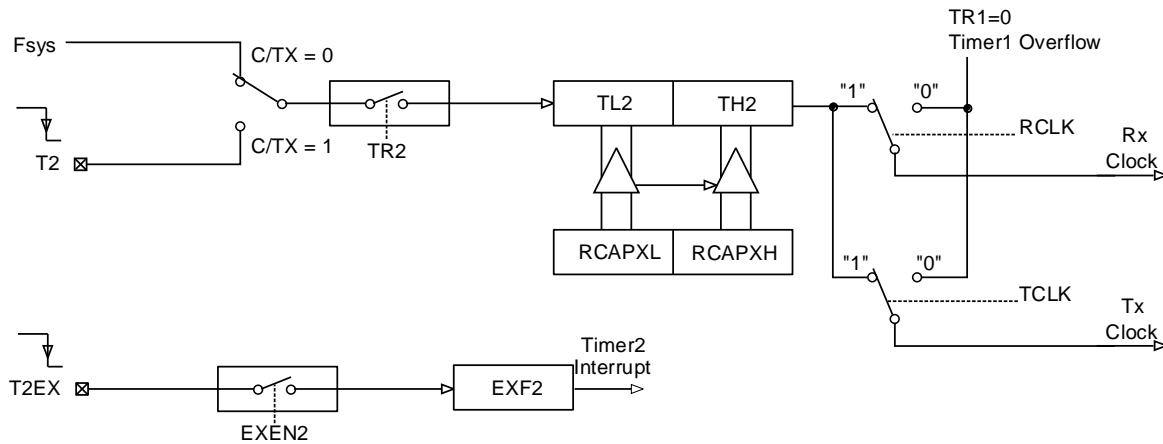 TR1=0
Timer1 Overflow
Fsys
C/TX = 0
TL2
TH2
"1"
"0"
RCLK
Rx
Clock
T2
C/TX = 1
TR2
RCAPXL
RCAPXH
"1"
"0"
TCLK
Tx
Clock
Timer2
Interrupt
T2EX
EXF2
EXEN2